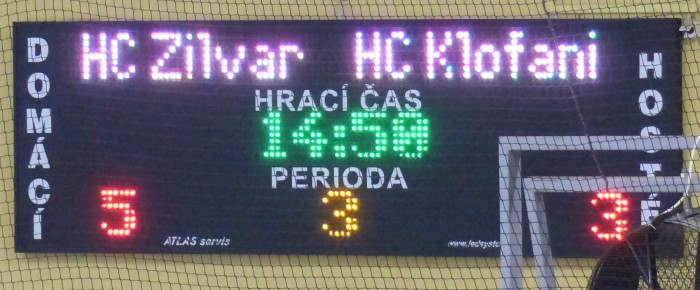 DOMÁCÍ
HC Zilvar HC Klofani
HOSTÉ
HRACÍ ČAS
14:50
PERIODA
5 3 3
ATLAS servis